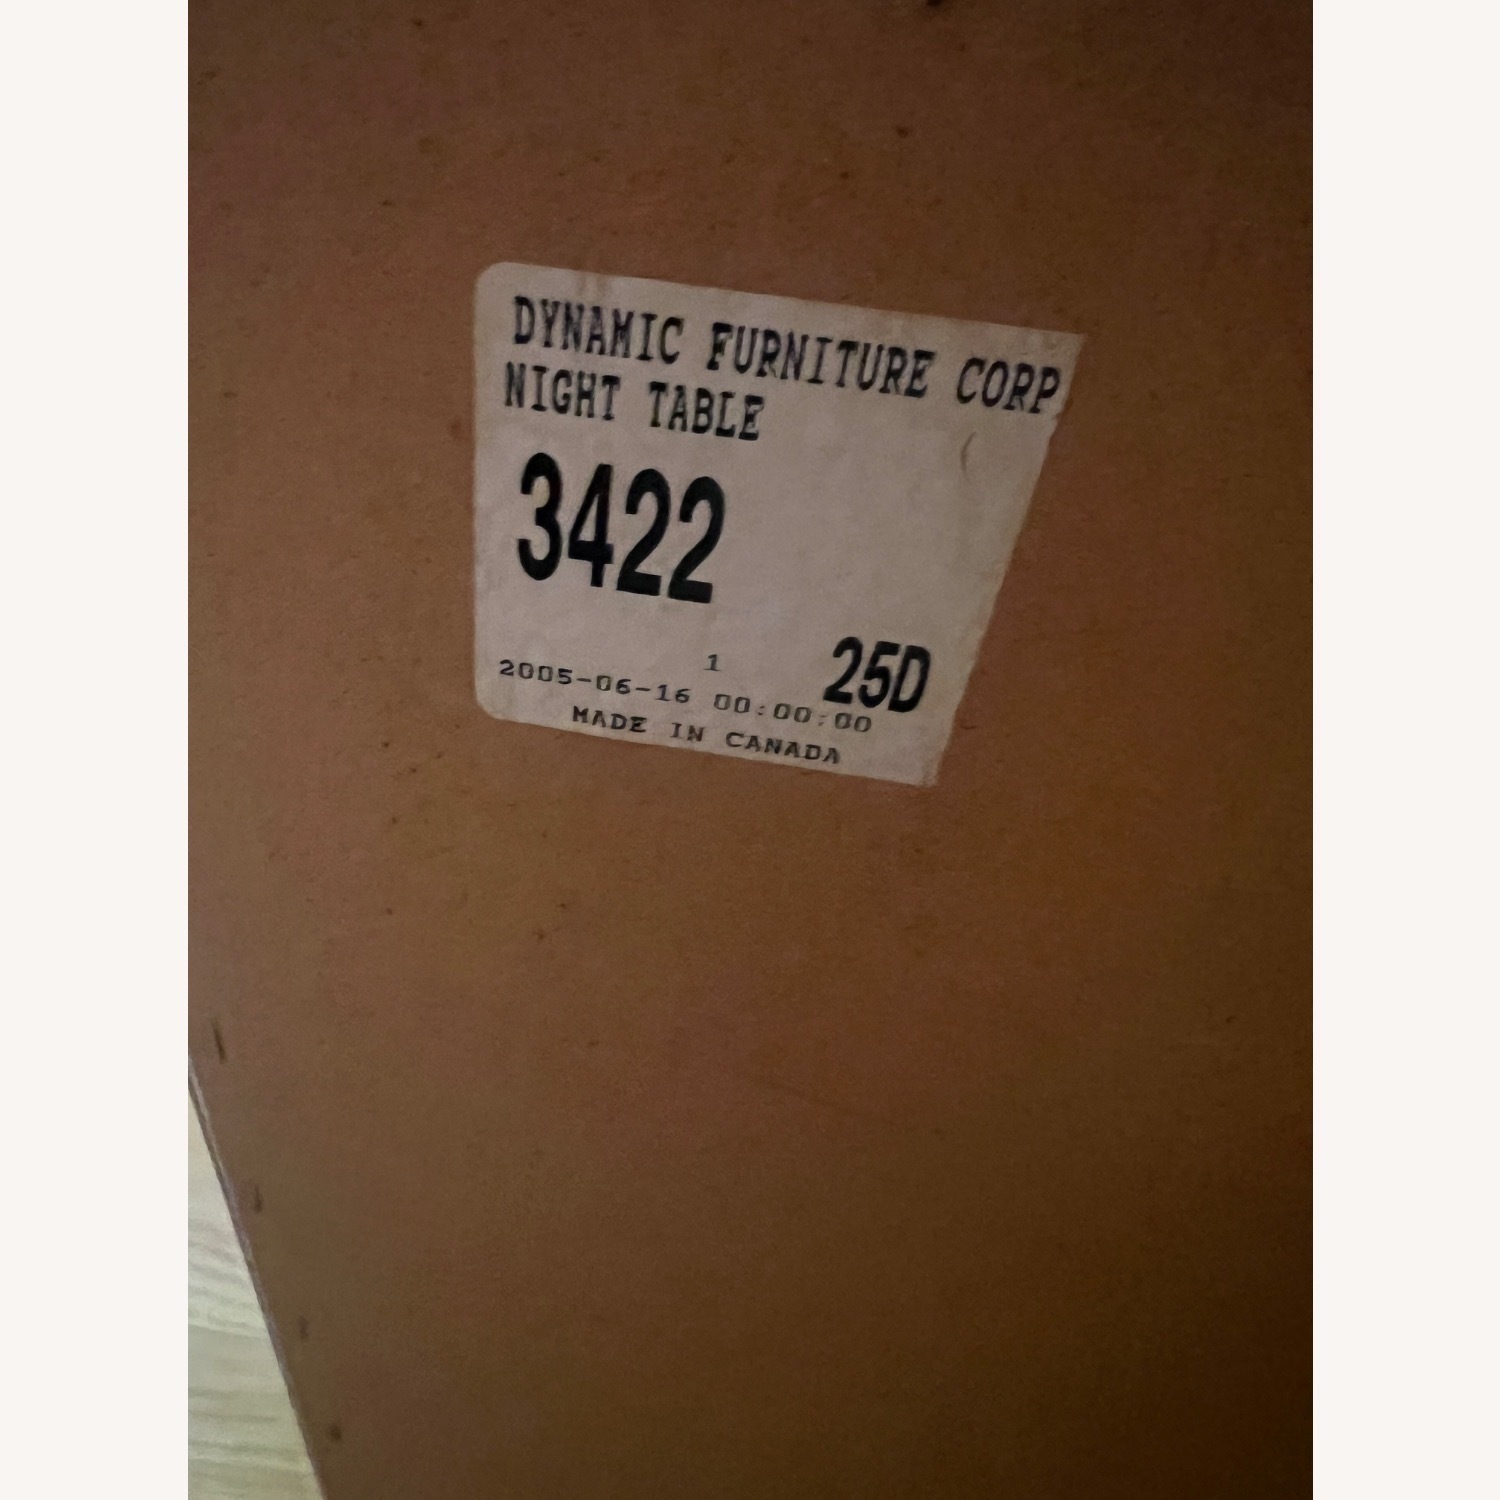 DYNAMIC FURNITURE CORP
NIGHT TABLE
3422
1 25D
2005-06-16 00:00:00
MADE IN CANADA